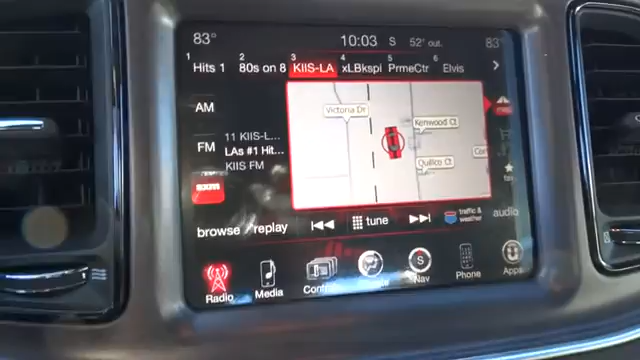 83° 10:03 S 52° out. 83°
1 Hits 1 2 80s on 8 3 KIIS-LA 4 xLBkspi 5 PrmeCtr 6 Elvis
AM
FM
11 KIIS-L...
LAs #1 Hit...
KIIS FM
Victoria Dr
Kenwood Ct
Quilico Ct
browse / replay
tune
traffic & weather
audio
Radio Media Nav Phone Apps